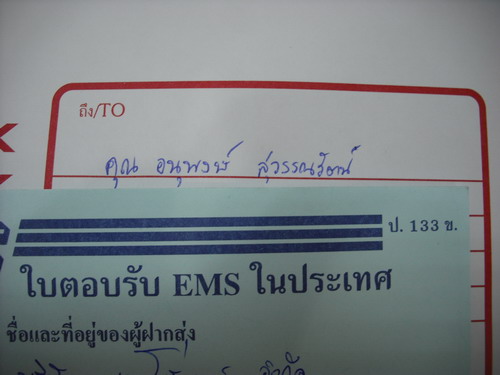 ถึง/TO
คุณ อนุพงษ์ สุวรรณรัตน์
ป. 133 ข.
ใบตอบรับ EMS ในประเทศ
ชื่อและที่อยู่ของผู้ฝากส่ง